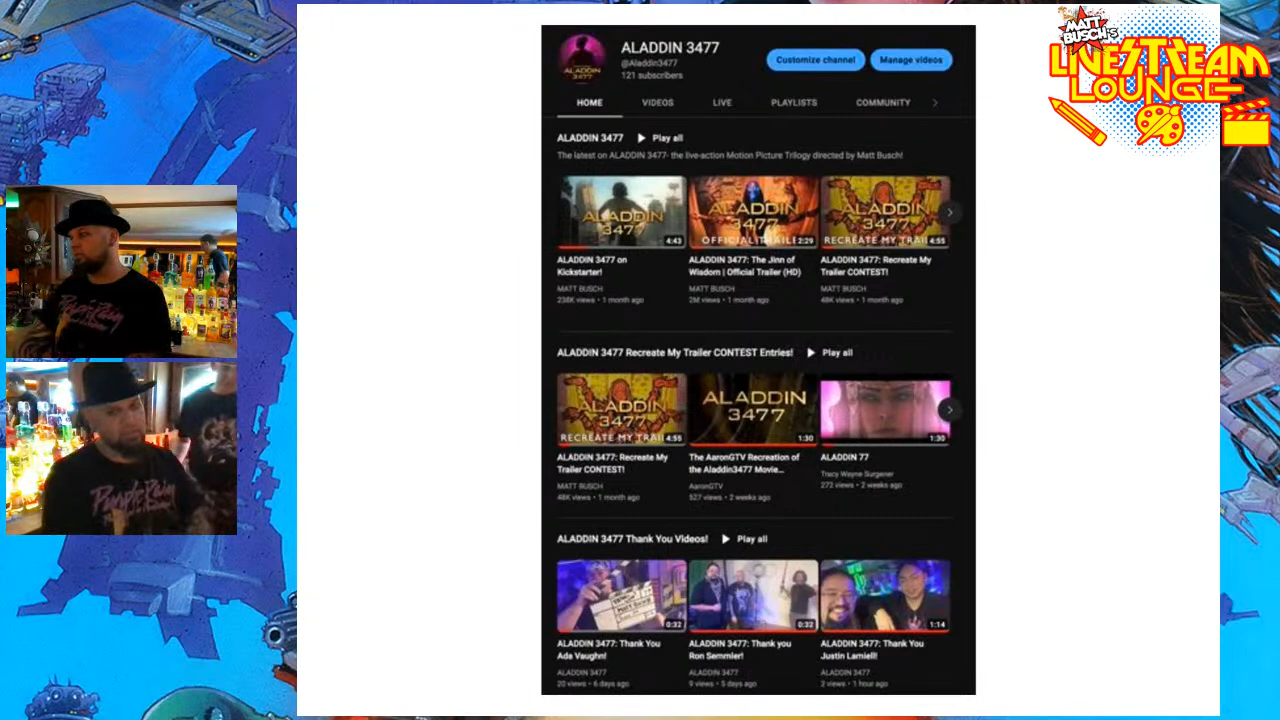 MATT
BUSCH'S
LIVESTREAM
LOUNGE
ALADDIN 3477
@Aladdin3477
121 subscribers
Customize channel
Manage videos
HOME
VIDEOS
LIVE
PLAYLISTS
COMMUNITY
ALADDIN 3477
Play all
The latest on ALADDIN 3477- the live-action Motion Picture Trilogy directed by Matt Busch!
ALADDIN
3477
4:43
ALADDIN
3477
OFFICIAL TRAILE
2:29
ALADDIN
3477
RECREATE MY TRAIL
4:55
ALADDIN 3477 on
Kickstarter!
MATT BUSCH
238K views • 1 month ago
ALADDIN 3477: The Jinn of
Wisdom | Official Trailer (HD)
MATT BUSCH
2M views • 1 month ago
ALADDIN 3477: Recreate My
Trailer CONTEST!
MATT BUSCH
48K views • 1 month ago
ALADDIN 3477 Recreate My Trailer CONTEST Entries!
Play all
ALADDIN
3477
RECREATE MY TRAIL
4:55
ALADDIN
3477
1:30
1:30
ALADDIN 3477: Recreate My
Trailer CONTEST!
MATT BUSCH
48K views • 1 month ago
The AaronGTV Recreation of
the Aladdin3477 Movie...
AaronGTV
527 views • 2 weeks ago
ALADDIN 77
Tracy Wayne Surgener
272 views • 2 weeks ago
ALADDIN 3477 Thank You Videos!
Play all
0:32
0:32
1:14
ALADDIN 3477: Thank You
Ada Vaughn!
ALADDIN 3477
20 views • 6 days ago
ALADDIN 3477: Thank you
Ron Semmler!
ALADDIN 3477
9 views • 5 days ago
ALADDIN 3477: Thank You
Justin Lamiell!
ALADDIN 3477
2 views • 1 hour ago
Purple Rain
Purple Rain